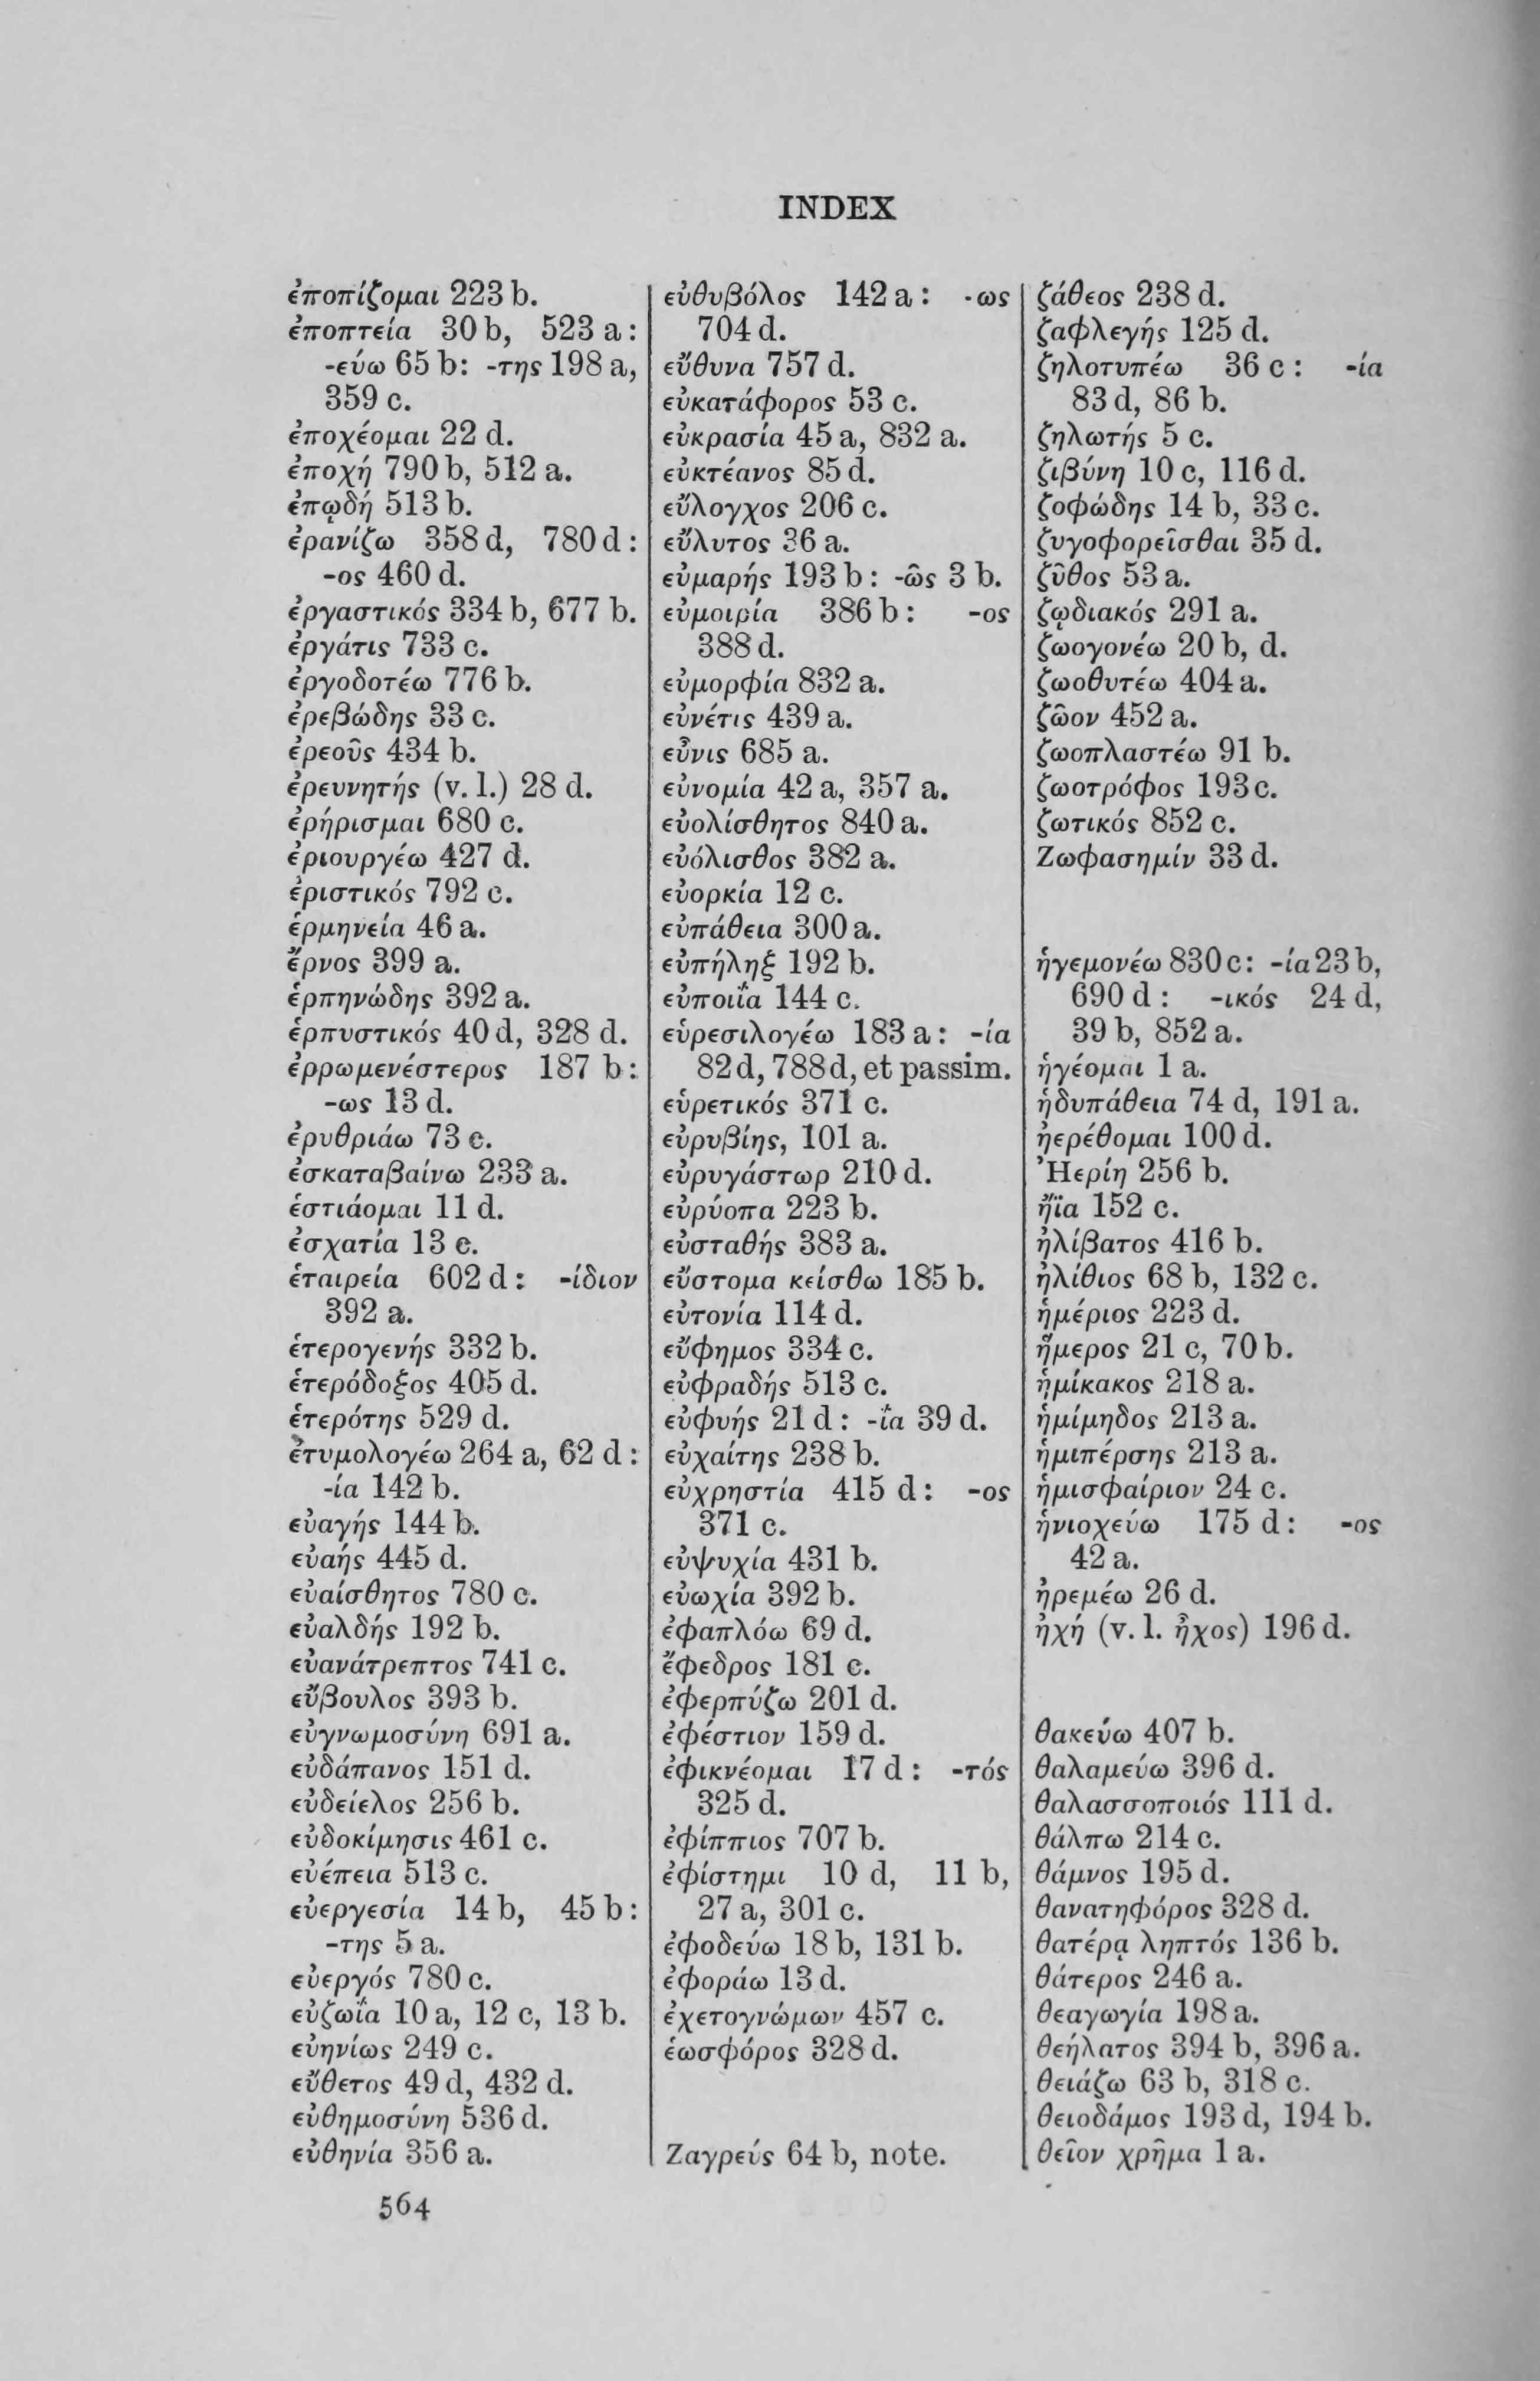 INDEX
ἐποπίζομαι 223 b.
ἐποπτεία 30 b, 523 a :
-εύω 65 b: -της 198 a,
359 c.
ἐποχέομαι 22 d.
ἐποχή 790 b, 512 a.
ἐπῳδή 513 b.
ἐρανίζω 358 d, 780 d :
-ος 460 d.
ἐργαστικός 334 b, 677 b.
ἐργάτις 733 c.
ἐργοδοτέω 776 b.
ἐρεβώδης 33 c.
ἐρεοῦς 434 b.
ἐρευνητής (v. l.) 28 d.
ἐρήρισμαι 680 c.
ἐριουργέω 427 d.
ἐριστικός 792 c.
ἑρμηνεία 46 a.
ἔρνος 399 a.
ἑρπηνώδης 392 a.
ἑρπυστικός 40 d, 328 d.
ἐρρωμενέστερος 187 b :
-ως 13 d.
ἐρυθριάω 73 c.
ἐσκαταβαίνω 233 a.
ἑστιάομαι 11 d.
ἐσχατία 13 c.
ἑταιρεία 602 d : -ίδιον
392 a.
ἑτερογενής 332 b.
ἑτερόδοξος 405 d.
ἑτερότης 529 d.
ἐτυμολογέω 264 a, 62 d :
-ία 142 b.
εὐαγής 144 b.
εὐαής 445 d.
εὐαίσθητος 780 c.
εὐαλδής 192 b.
εὐανάτρεπτος 741 c.
εὔβουλος 393 b.
εὐγνωμοσύνη 691 a.
εὐδάπανος 151 d.
εὐδείελος 256 b.
εὐδοκίμησις 461 c.
εὐέπεια 513 c.
εὐεργεσία 14 b, 45 b :
-της 5 a.
εὐεργός 780 c.
εὐζωΐα 10 a, 12 c, 13 b.
εὐηνίως 249 c.
εὔθετος 49 d, 432 d.
εὐθημοσύνη 536 d.
εὐθηνία 356 a.
εὐθυβόλος 142 a : -ως
704 d.
εὔθυνα 757 d.
εὐκατάφορος 53 c.
εὐκρασία 45 a, 832 a.
εὐκτέανος 85 d.
εὔλογχος 206 c.
εὔλυτος 36 a.
εὐμαρής 193 b : -ῶς 3 b.
εὐμοιρία 386 b : -ος
388 d.
εὐμορφία 832 a.
εὐνέτις 439 a.
εὖνις 685 a.
εὐνομία 42 a, 357 a.
εὐολίσθητος 840 a.
εὐόλισθος 382 a.
εὐορκία 12 c.
εὐπάθεια 300 a.
εὐπήληξ 192 b.
εὐποιΐα 144 c.
εὑρεσιλογέω 183 a : -ία
82 d, 788 d, et passim.
εὑρετικός 371 c.
εὐρυβίης, 101 a.
εὐρυγάστωρ 210 d.
εὐρύοπα 223 b.
εὐσταθής 383 a.
εὔστομα κείσθω 185 b.
εὐτονία 114 d.
εὔφημος 334 c.
εὐφραδής 513 c.
εὐφυής 21 d : -ΐα 39 d.
εὐχαίτης 238 b.
εὐχρηστία 415 d : -ος
371 c.
εὐψυχία 431 b.
εὐωχία 392 b.
ἐφαπλόω 69 d.
ἔφεδρος 181 c.
ἐφερπύζω 201 d.
ἐφέστιον 159 d.
ἐφικνέομαι 17 d : -τός
325 d.
ἐφίππιος 707 b.
ἐφίστημι 10 d, 11 b,
27 a, 301 c.
ἐφοδεύω 18 b, 131 b.
ἐφοράω 13 d.
ἐχετογνώμων 457 c.
ἑωσφόρος 328 d.
Ζαγρεύς 64 b, note.
ζάθεος 238 d.
ζαφλεγής 125 d.
ζηλοτυπέω 36 c : -ία
83 d, 86 b.
ζηλωτής 5 c.
ζιβύνη 10 c, 116 d.
ζοφώδης 14 b, 33 c.
ζυγοφορεῖσθαι 35 d.
ζῦθος 53 a.
ζῳδιακός 291 a.
ζωογονέω 20 b, d.
ζωοθυτέω 404 a.
ζῶον 452 a.
ζωοπλαστέω 91 b.
ζωοτρόφος 193 c.
ζωτικός 852 c.
Ζωφασημίν 33 d.
ἡγεμονέω 830 c: -ία 23 b,
690 d : -ικός 24 d,
39 b, 852 a.
ἡγέομαι 1 a.
ἡδυπάθεια 74 d, 191 a.
ἠερέθομαι 100 d.
Ἠερίη 256 b.
ἤϊα 152 c.
ἠλίβατος 416 b.
ἠλίθιος 68 b, 132 c.
ἡμέριος 223 d.
ἥμερος 21 c, 70 b.
ἡμίκακος 218 a.
ἡμίμηδος 213 a.
ἡμιπέρσης 213 a.
ἡμισφαίριον 24 c.
ἡνιοχεύω 175 d : -ος
42 a.
ἠρεμέω 26 d.
ἠχή (v. l. ἦχος) 196 d.
θακεύω 407 b.
θαλαμεύω 396 d.
θαλασσοποιός 111 d.
θάλπω 214 c.
θάμνος 195 d.
θανατηφόρος 328 d.
θατέρᾳ ληπτός 136 b.
θάτερος 246 a.
θεαγωγία 198 a.
θεήλατος 394 b, 396 a.
θειάζω 63 b, 318 c.
θειοδάμος 193 d, 194 b.
θεῖον χρῆμα 1 a.
564